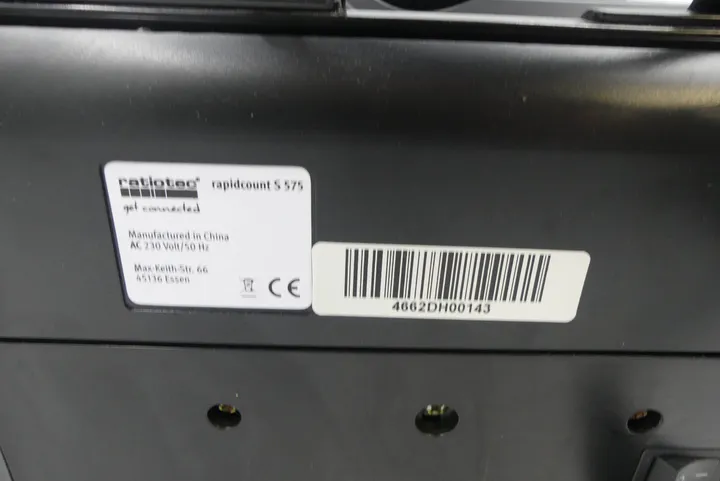 ratiotec®
rapidcount S 575
get connected
Manufactured in China
AC 230 Volt/50 Hz
Max-Keith-Str. 66
45136 Essen
CE
4662DH00143